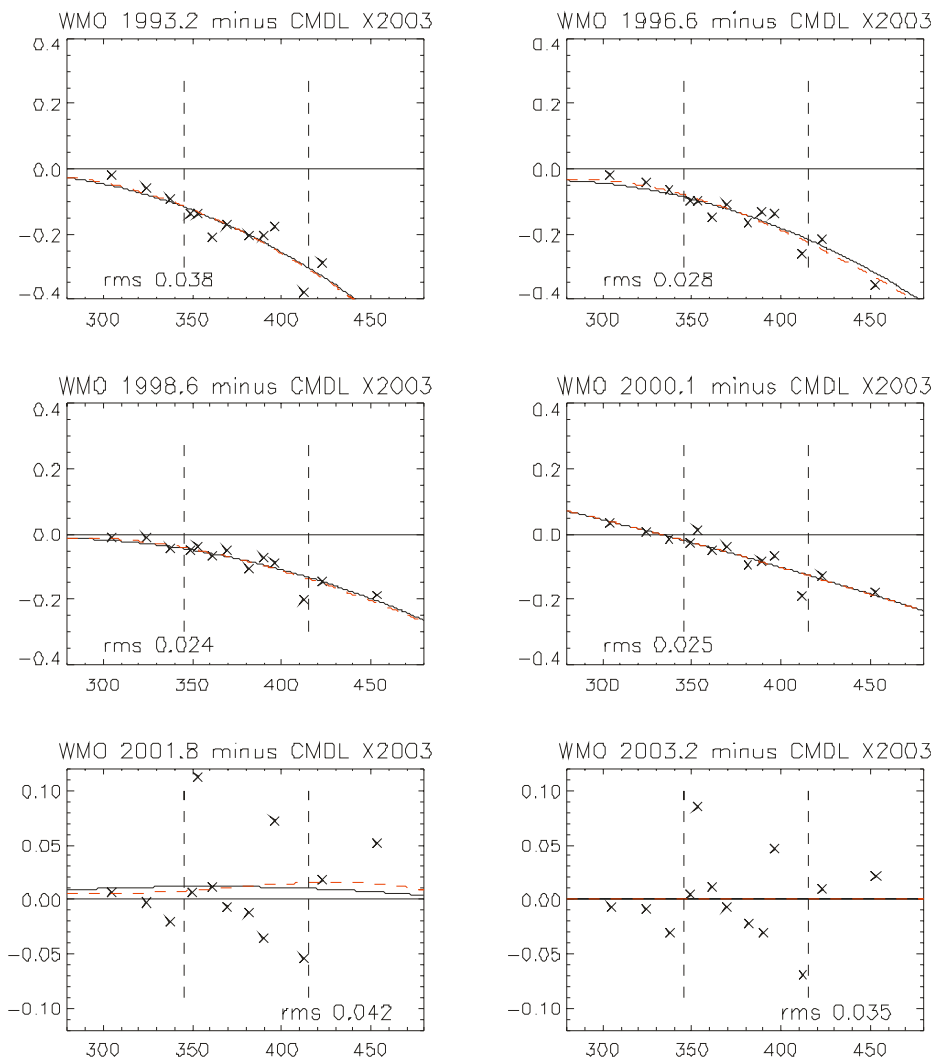 WMO 1993.2 minus CMDL X2003
0.4
0.2
0.0
-0.2
-0.4
rms 0.038
300 350 400 450
WMO 1996.6 minus CMDL X2003
0.4
0.2
0.0
-0.2
-0.4
rms 0.028
300 350 400 450
WMO 1998.6 minus CMDL X2003
0.4
0.2
0.0
-0.2
-0.4
rms 0.024
300 350 400 450
WMO 2000.1 minus CMDL X2003
0.4
0.2
0.0
-0.2
-0.4
rms 0.025
300 350 400 450
WMO 2001.8 minus CMDL X2003
0.10
0.05
0.00
-0.05
-0.10
rms 0.042
300 350 400 450
WMO 2003.2 minus CMDL X2003
0.10
0.05
0.00
-0.05
-0.10
rms 0.035
300 350 400 450